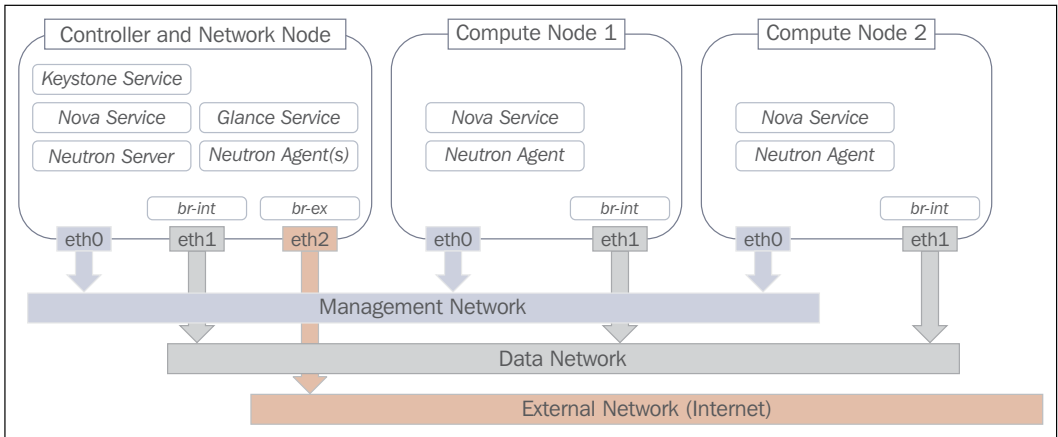 Controller and Network Node
Compute Node 1
Compute Node 2
Keystone Service
Nova Service
Glance Service
Neutron Server
Neutron Agent(s)
Nova Service
Neutron Agent
Nova Service
Neutron Agent
br-int
br-ex
br-int
br-int
eth0
eth1
eth2
eth0
eth1
eth0
eth1
Management Network
Data Network
External Network (Internet)